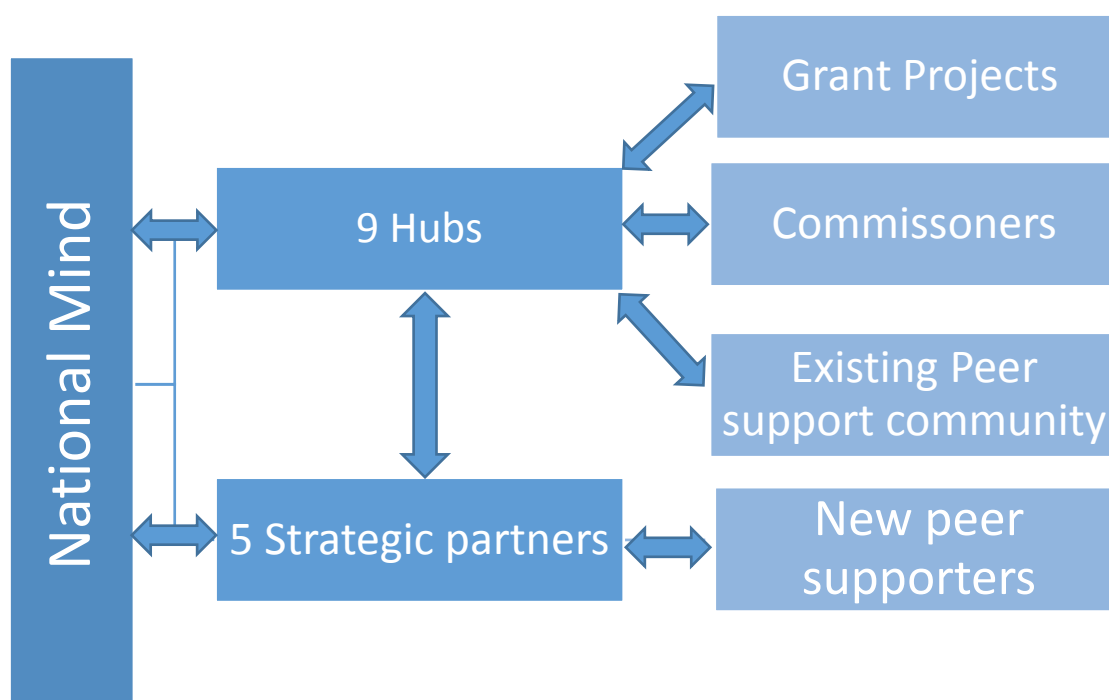 National Mind
9 Hubs
5 Strategic partners
Grant Projects
Commissoners
Existing Peer
support community
New peer
supporters